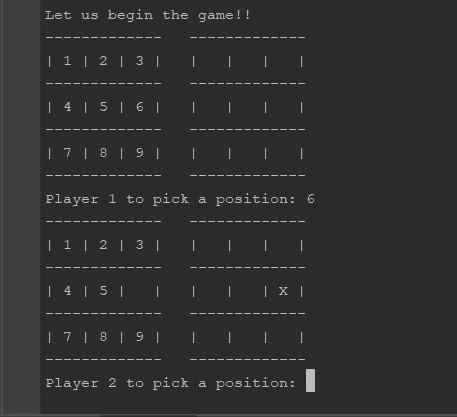 Let us begin the game!!
-------------   -------------
| 1 | 2 | 3 |   |   |   |   |
-------------   -------------
| 4 | 5 | 6 |   |   |   |   |
-------------   -------------
| 7 | 8 | 9 |   |   |   |   |
-------------   -------------
Player 1 to pick a position: 6
-------------   -------------
| 1 | 2 | 3 |   |   |   |   |
-------------   -------------
| 4 | 5 |   |   |   |   | X |
-------------   -------------
| 7 | 8 | 9 |   |   |   |   |
-------------   -------------
Player 2 to pick a position: